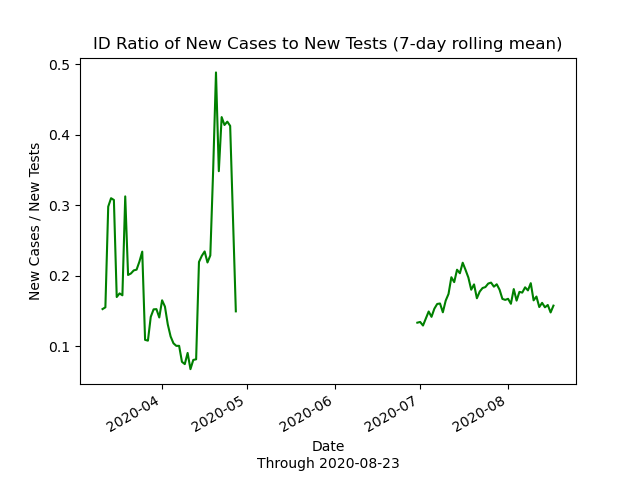 ID Ratio of New Cases to New Tests (7-day rolling mean)
0.5
0.4
0.3
0.2
0.1
New Cases / New Tests
2020-04
2020-05
2020-06
2020-07
2020-08
Date
Through 2020-08-23